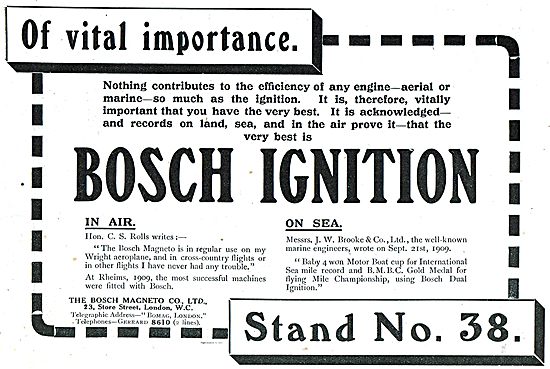 Of vital importance.
Nothing contributes to the efficiency of any engine—aerial or
marine—so much as the ignition. It is, therefore, vitally
important that you have the very best. It is acknowledged—
and records on land, sea, and in the air prove it—that the
very best is
BOSCH IGNITION
IN AIR.
Hon. C. S. Rolls writes :—
"The Bosch Magneto is in regular use on my
Wright aeroplane, and in cross-country flights or
in other flights I have never had any trouble."
At Rheims, 1909, the most successful machines
were fitted with Bosch.
THE BOSCH MAGNETO CO., LTD.,
23, Store Street, London, W.C.
Telegraphic Address—"BOMAG, LONDON."
Telephones—GERRARD 8610 (2 lines).
ON SEA.
Messrs. J. W. Brooke & Co., Ltd., the well-known
marine engineers, wrote on Sept. 21st, 1909.
"Baby 4 won Motor Boat cup for International
Sea mile record and B.M.B.C. Gold Medal for
flying Mile Championship, using Bosch Dual
Ignition."
Stand No. 38.